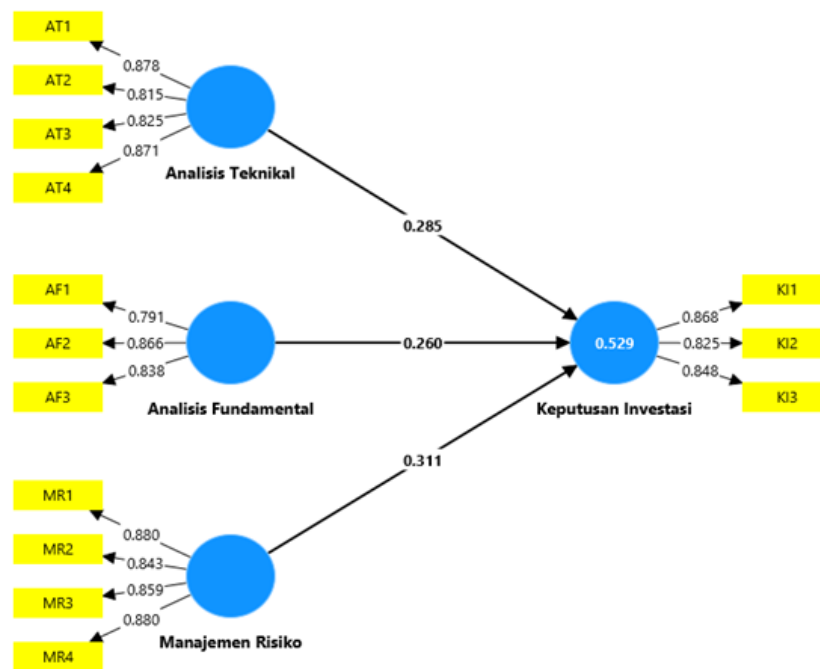 AT1
0.878
AT2
0.815
AT3
0.825
AT4
0.871
Analisis Teknikal
0.285
AF1
0.791
AF2
0.866
AF3
0.838
Analisis Fundamental
0.260
MR1
0.880
MR2
0.843
MR3
0.859
MR4
0.880
Manajemen Risiko
0.311
0.529
Keputusan Investasi
KI1
0.868
KI2
0.825
KI3
0.848